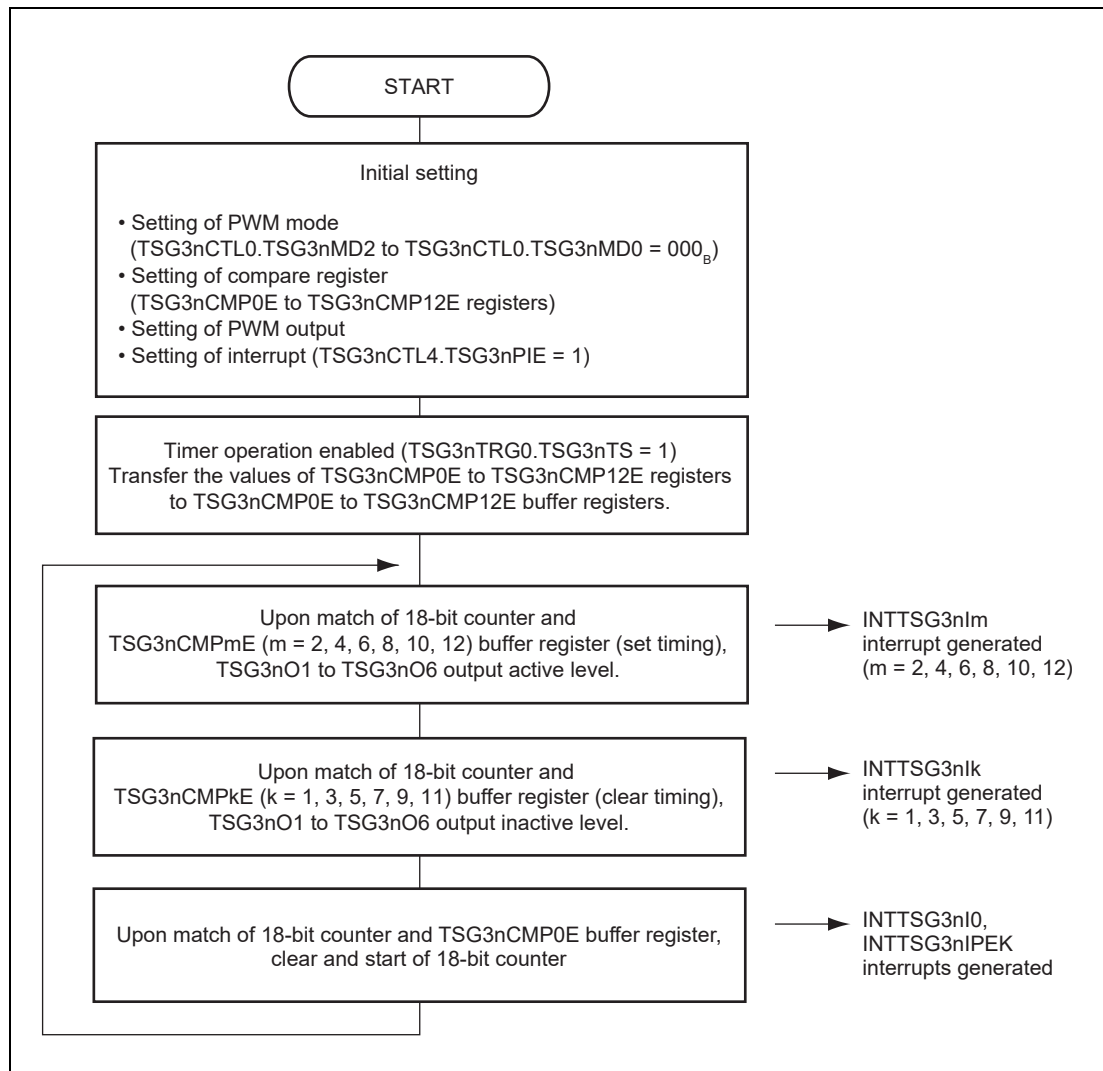 START
Initial setting
• Setting of PWM mode
(TSG3nCTL0.TSG3nMD2 to TSG3nCTL0.TSG3nMD0 = 000B)
• Setting of compare register
(TSG3nCMP0E to TSG3nCMP12E registers)
• Setting of PWM output
• Setting of interrupt (TSG3nCTL4.TSG3nPIE = 1)
Timer operation enabled (TSG3nTRG0.TSG3nTS = 1)
Transfer the values of TSG3nCMP0E to TSG3nCMP12E registers
to TSG3nCMP0E to TSG3nCMP12E buffer registers.
Upon match of 18-bit counter and
TSG3nCMPmE (m = 2, 4, 6, 8, 10, 12) buffer register (set timing),
TSG3nO1 to TSG3nO6 output active level.
INTTSG3nIm
interrupt generated
(m = 2, 4, 6, 8, 10, 12)
Upon match of 18-bit counter and
TSG3nCMPkE (k = 1, 3, 5, 7, 9, 11) buffer register (clear timing),
TSG3nO1 to TSG3nO6 output inactive level.
INTTSG3nIk
interrupt generated
(k = 1, 3, 5, 7, 9, 11)
Upon match of 18-bit counter and TSG3nCMP0E buffer register,
clear and start of 18-bit counter
INTTSG3nI0,
INTTSG3nIPEK
interrupts generated